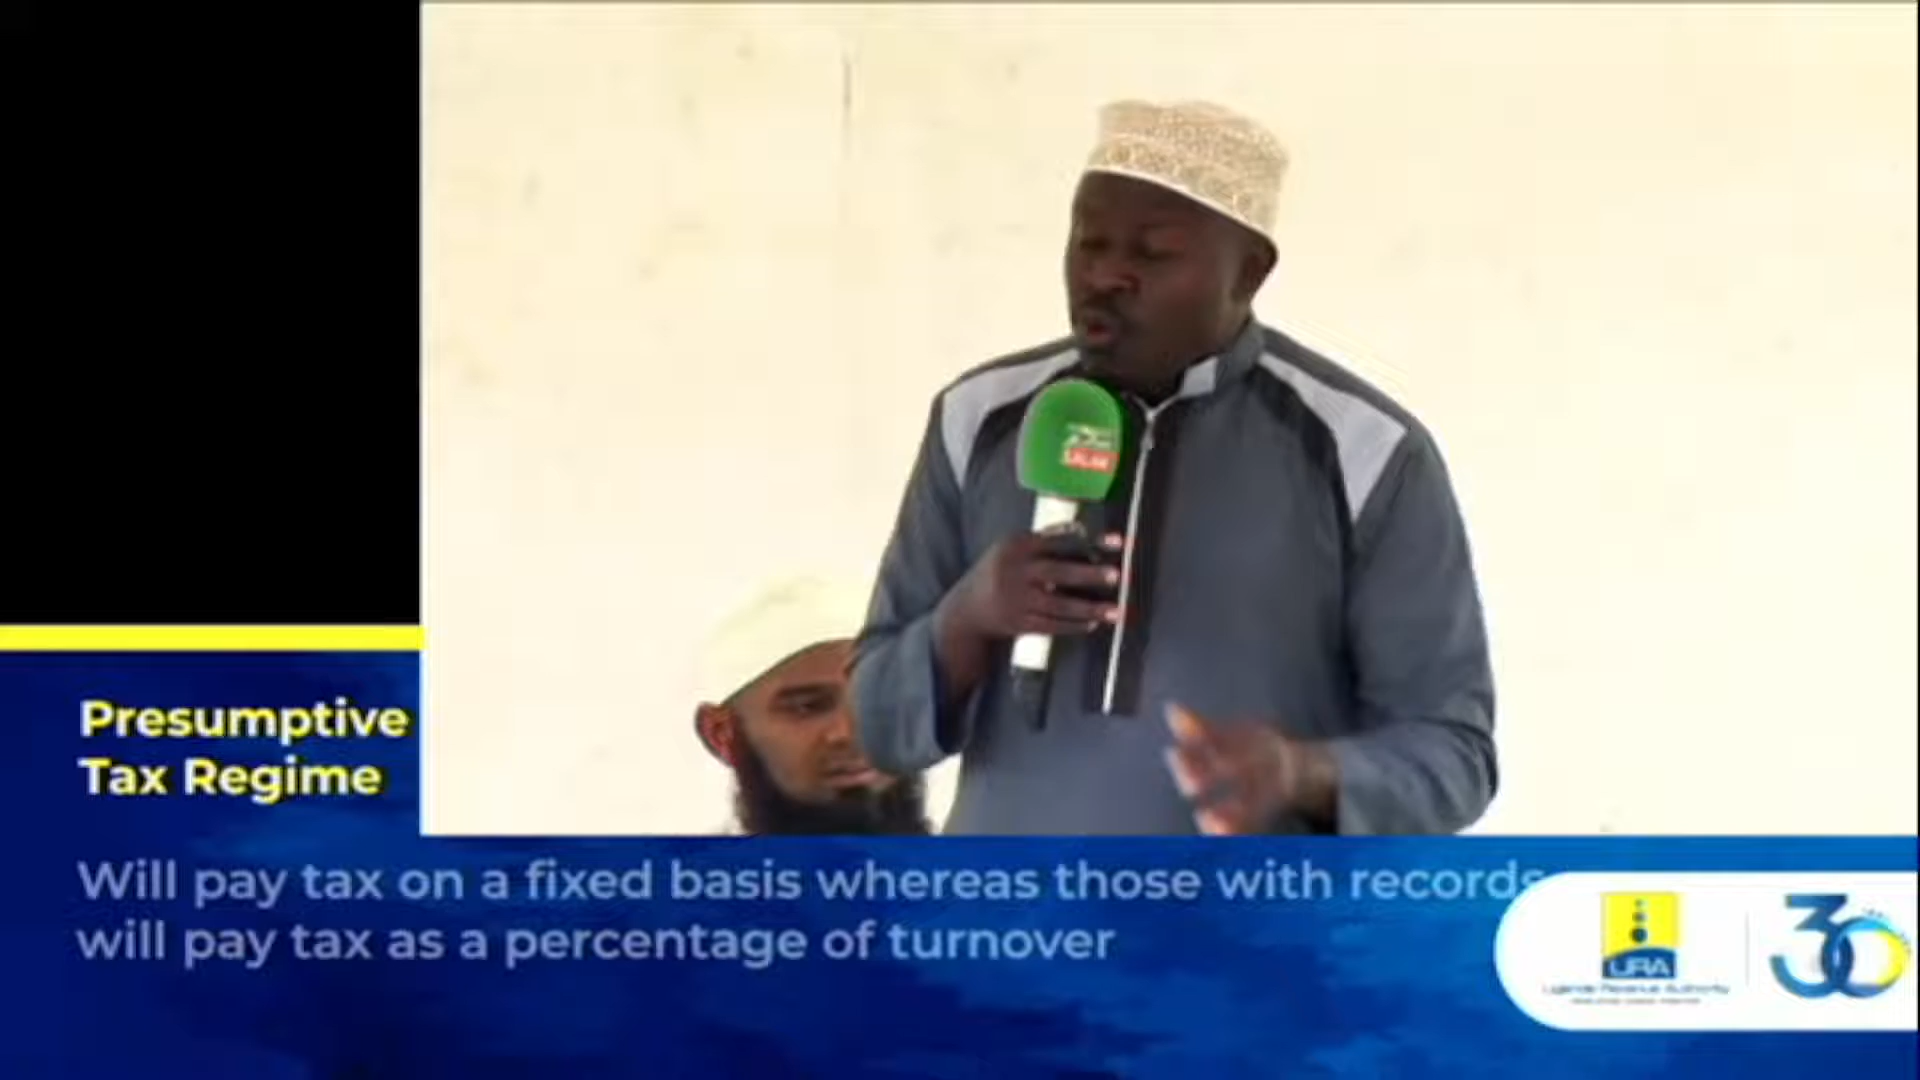 SALAM
Presumptive
Tax Regime
Will pay tax on a fixed basis whereas those with records
will pay tax as a percentage of turnover
URA
Uganda Revenue Authority
30